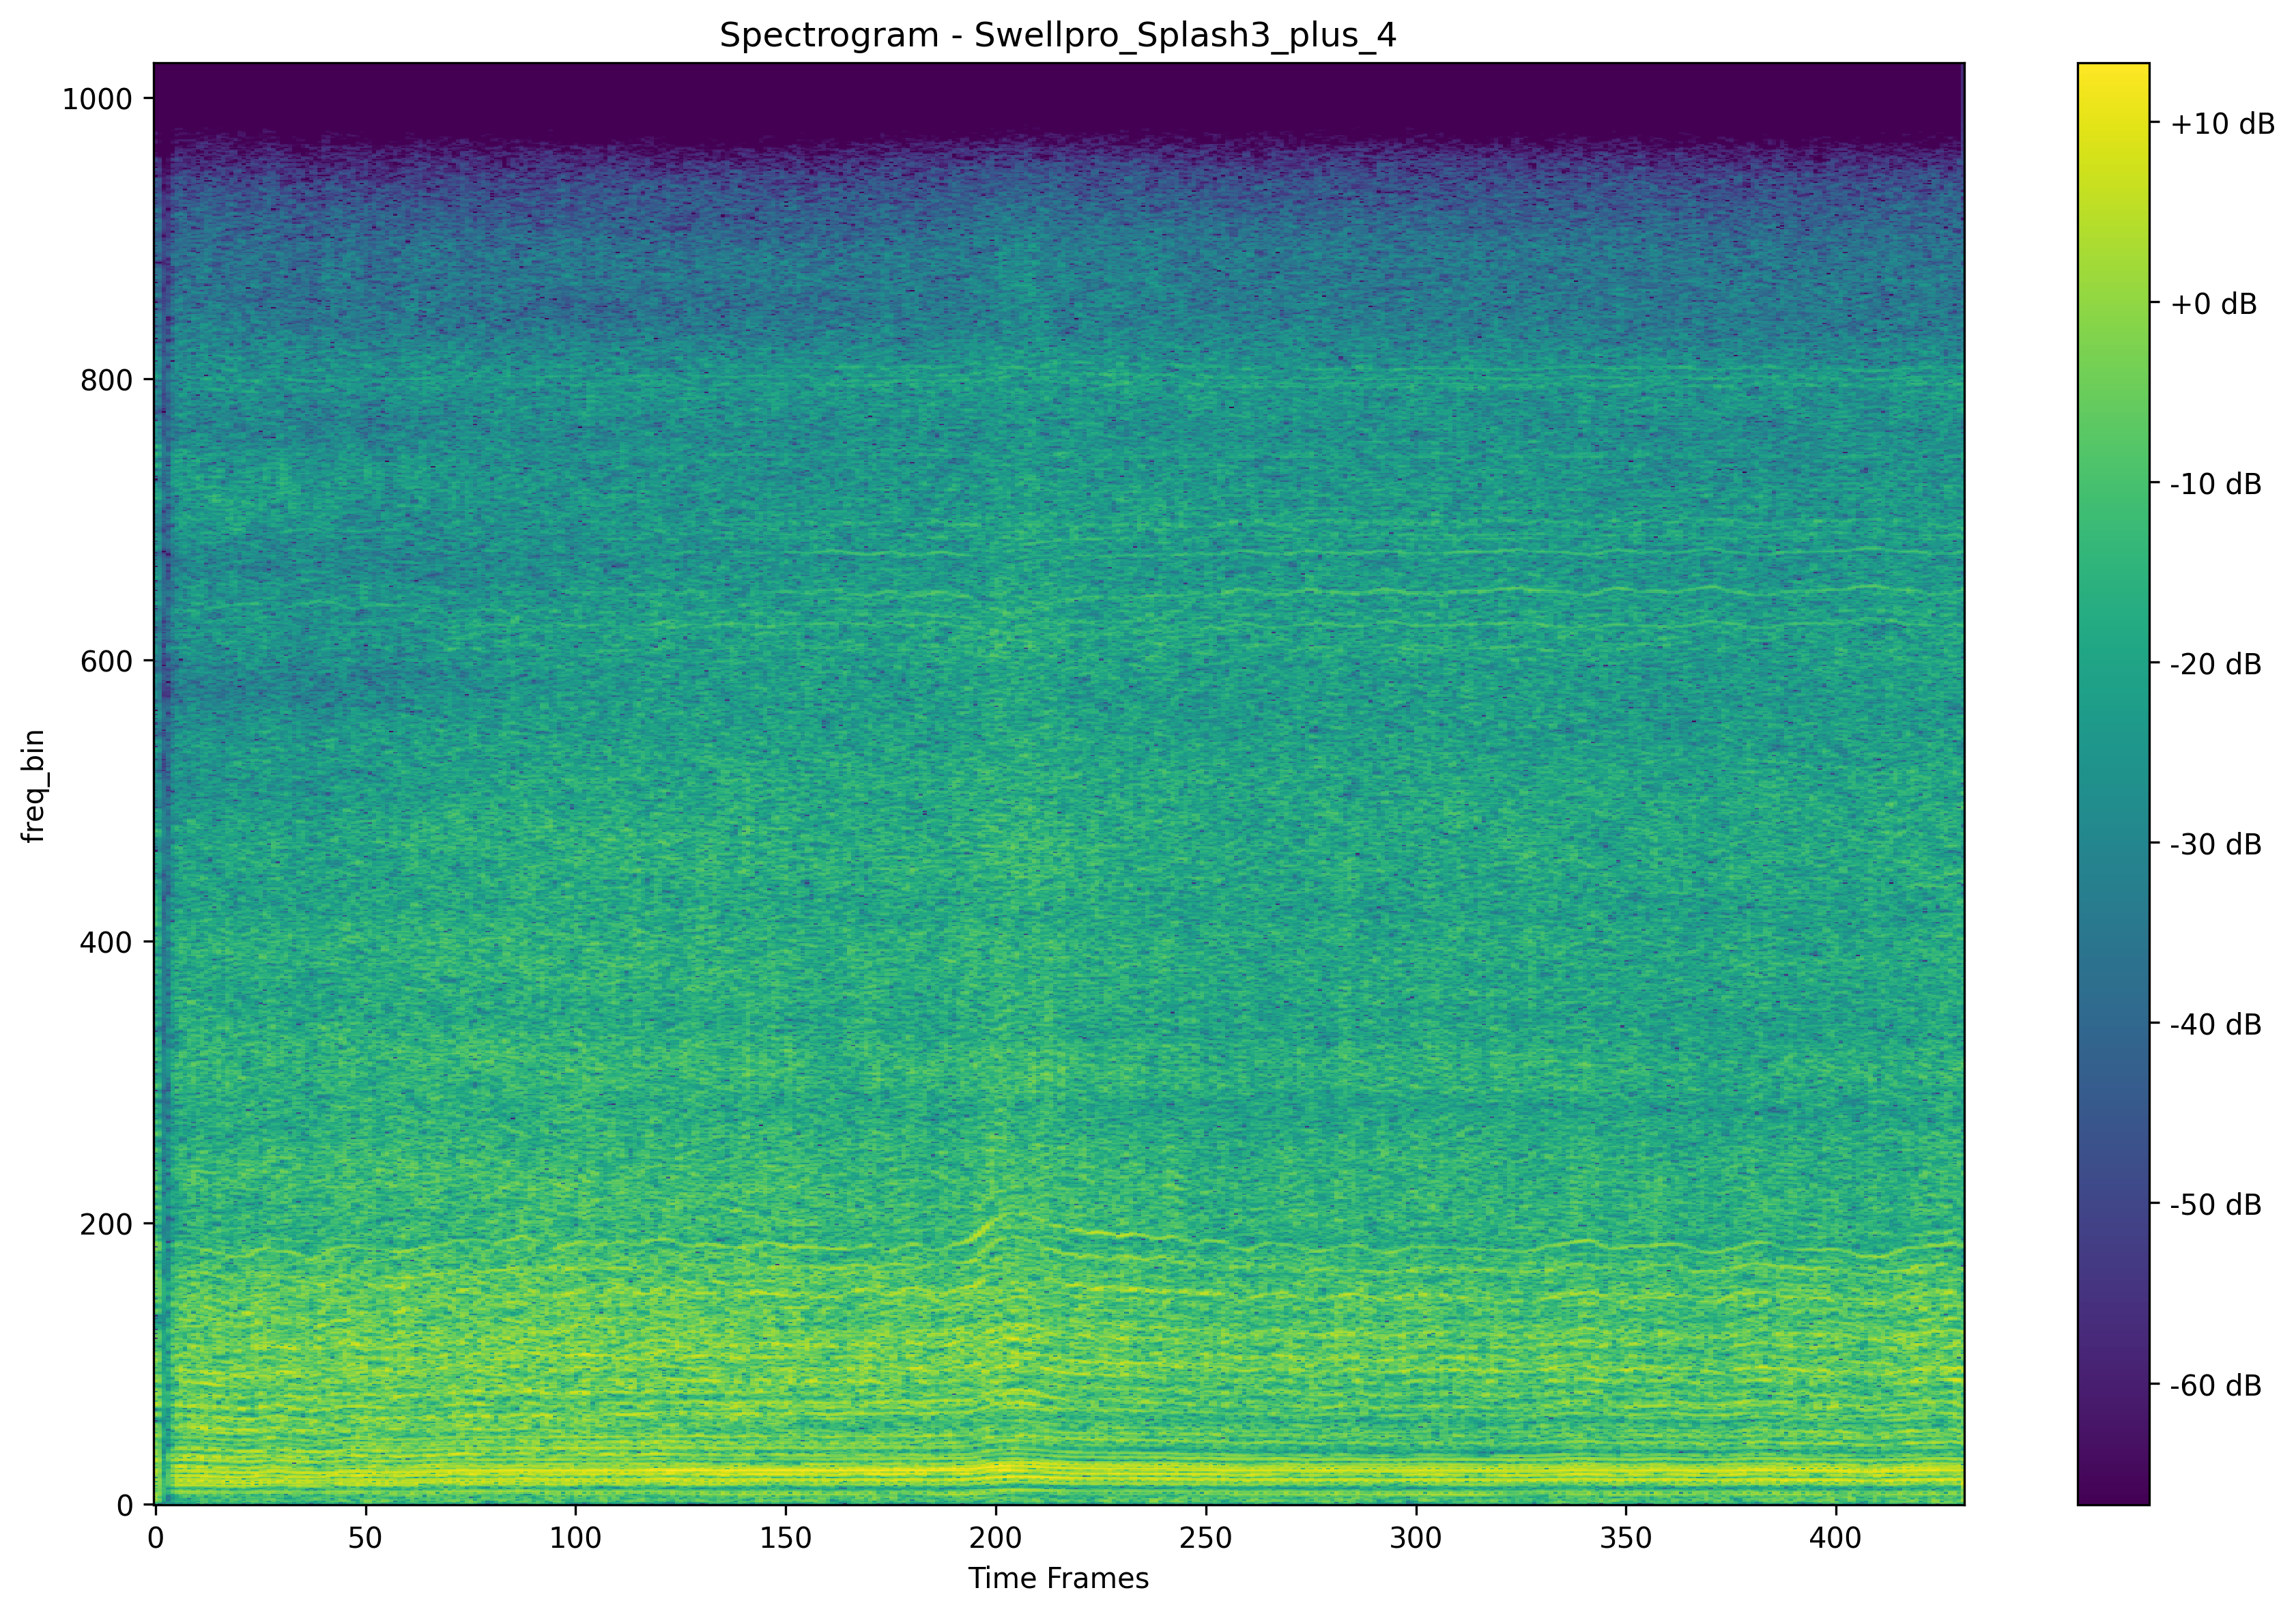 Spectrogram - Swellpro_Splash3_plus_4
1000
800
600
400
200
0
freq_bin
0 50 100 150 200 250 300 350 400
Time Frames
+10 dB
+0 dB
-10 dB
-20 dB
-30 dB
-40 dB
-50 dB
-60 dB